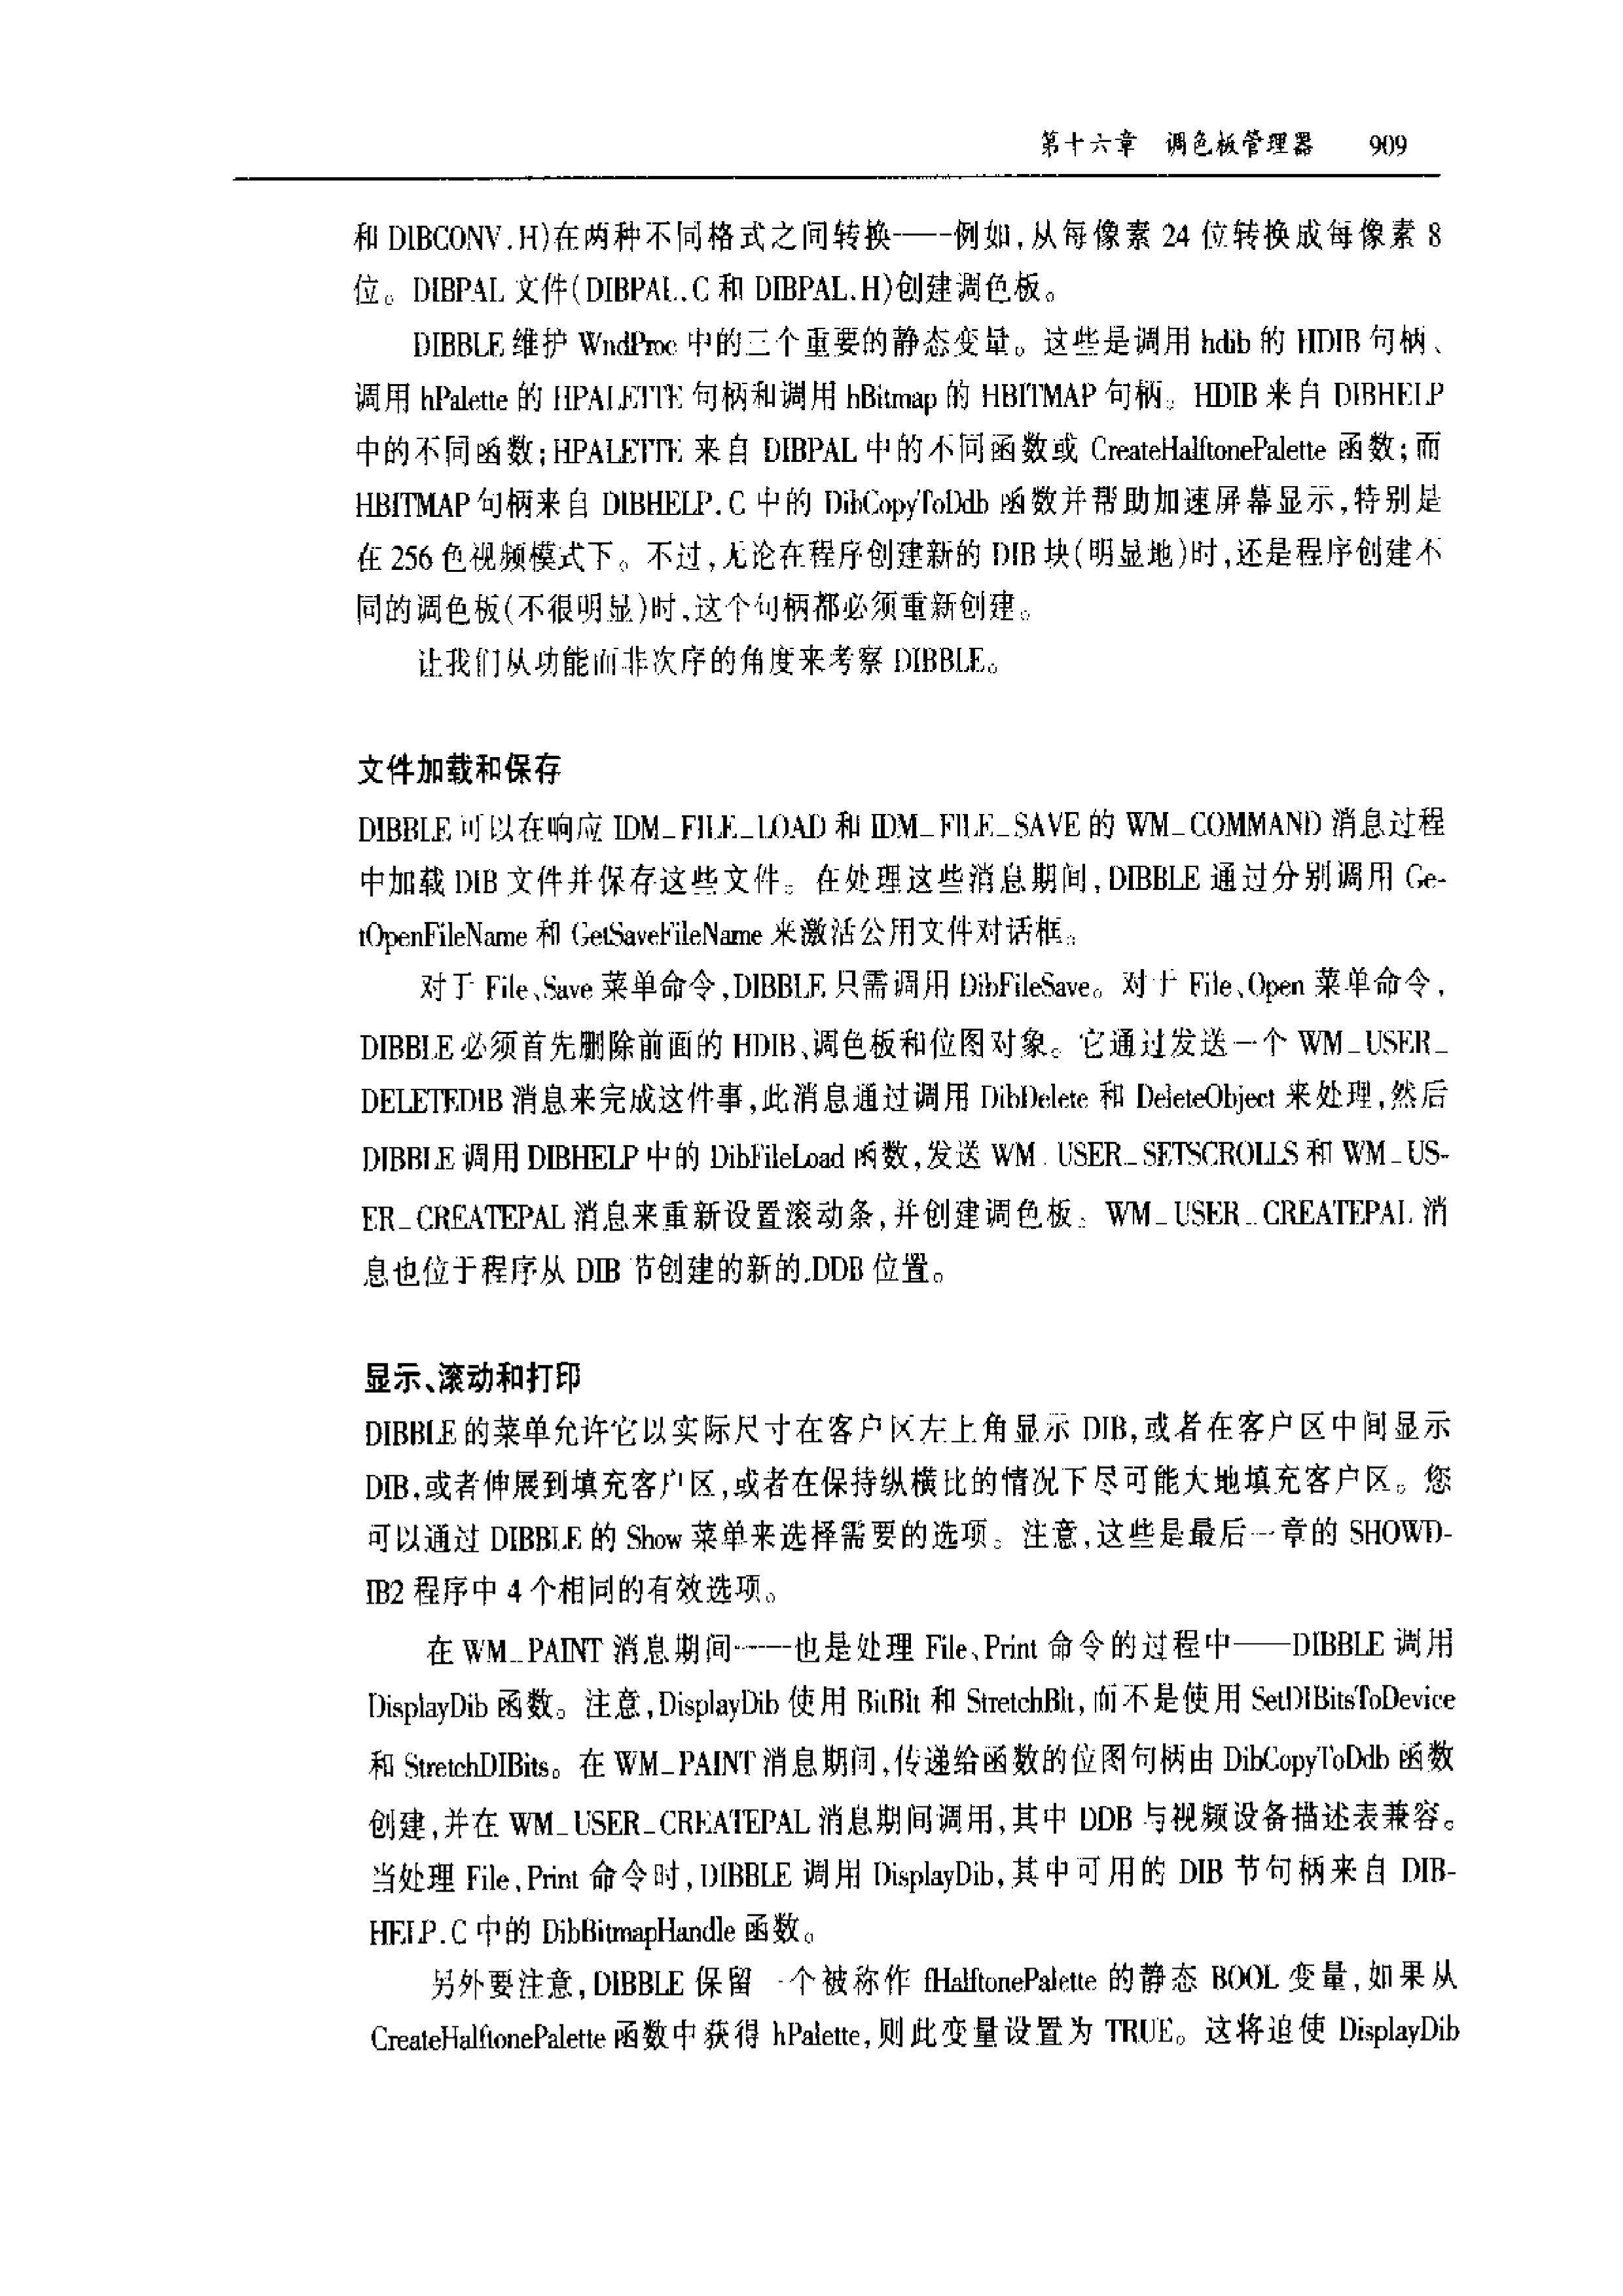 第十六章 调色板管理器 909
和 DIBCONV.H)在两种不同格式之间转换——例如,从每像素 24 位转换成每像素 8
位。DIBPAL 文件(DIBPAL.C 和 DIBPAL.H)创建调色板。
DIBBLE 维护 WndProc 中的三个重要的静态变量。这些是调用 hdib 的 HDIB 句柄、
调用 hPalette 的 HPALETTE 句柄和调用 hBitmap 的 HBITMAP 句柄。HDIB 来自 DIBHELP
中的不同函数;HPALETTE 来自 DIBPAL 中的不同函数或 CreateHalftonePalette 函数;而
HBITMAP 句柄来自 DIBHELP.C 中的 DibCopyToDdb 函数并帮助加速屏幕显示,特别是
在 256 色视频模式下。不过,无论在程序创建新的 DIB 块(明显地)时,还是程序创建不
同的调色板(不很明显)时,这个句柄都必须重新创建。
让我们从功能而非次序的角度来考察 DIBBLE。
文件加载和保存
DIBBLE 可以在响应 IDM_FILE_LOAD 和 IDM_FILE_SAVE 的 WM_COMMAND 消息过程
中加载 DIB 文件并保存这些文件。在处理这些消息期间,DIBBLE 通过分别调用 Ge-
tOpenFileName 和 GetSaveFileName 来激活公用文件对话框。
对于 File、Save 菜单命令,DIBBLE 只需调用 DibFileSave。对于 File、Open 菜单命令,
DIBBLE 必须首先删除前面的 HDIB、调色板和位图对象。它通过发送一个 WM_USER_
DELETEDIB 消息来完成这件事,此消息通过调用 DibDelete 和 DeleteObject 来处理,然后
DIBBLE 调用 DIBHELP 中的 DibFileLoad 函数,发送 WM_USER_SETSCROLLS 和 WM_US-
ER_CREATEPAL 消息来重新设置滚动条,并创建调色板。WM_USER_CREATEPAL 消
息也位于程序从 DIB 节创建的新的.DDB 位置。
显示、滚动和打印
DIBBLE 的菜单允许它以实际尺寸在客户区左上角显示 DIB,或者在客户区中间显示
DIB,或者伸展到填充客户区,或者在保持纵横比的情况下尽可能大地填充客户区。您
可以通过 DIBBLE 的 Show 菜单来选择需要的选项。注意,这些是最后一章的 SHOWD-
IB2 程序中 4 个相同的有效选项。
在 WM_PAINT 消息期间——也是处理 File、Print 命令的过程中——DIBBLE 调用
DisplayDib 函数。注意,DisplayDib 使用 BitBlt 和 StretchBlt,而不是使用 SetDIBitsToDevice
和 StretchDIBits。在 WM_PAINT 消息期间,传递给函数的位图句柄由 DibCopyToDdb 函数
创建,并在 WM_USER_CREATEPAL 消息期间调用,其中 DDB 与视频设备描述表兼容。
当处理 File、Print 命令时,DIBBLE 调用 DisplayDib,其中可用的 DIB 节句柄来自 DIB-
HELP.C 中的 DibBitmapHandle 函数。
另外要注意,DIBBLE 保留一个被称作 fHalftonePalette 的静态 BOOL 变量,如果从
CreateHalftonePalette 函数中获得 hPalette,则此变量设置为 TRUE。这将迫使 DisplayDib